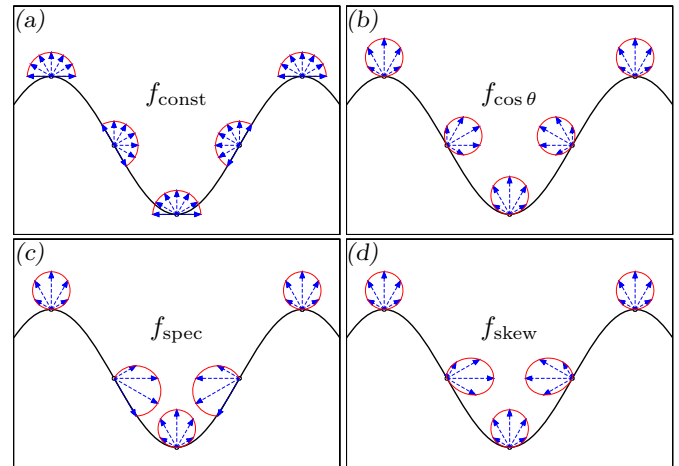 (a)
f_const
(b)
f_cos θ
(c)
f_spec
(d)
f_skew